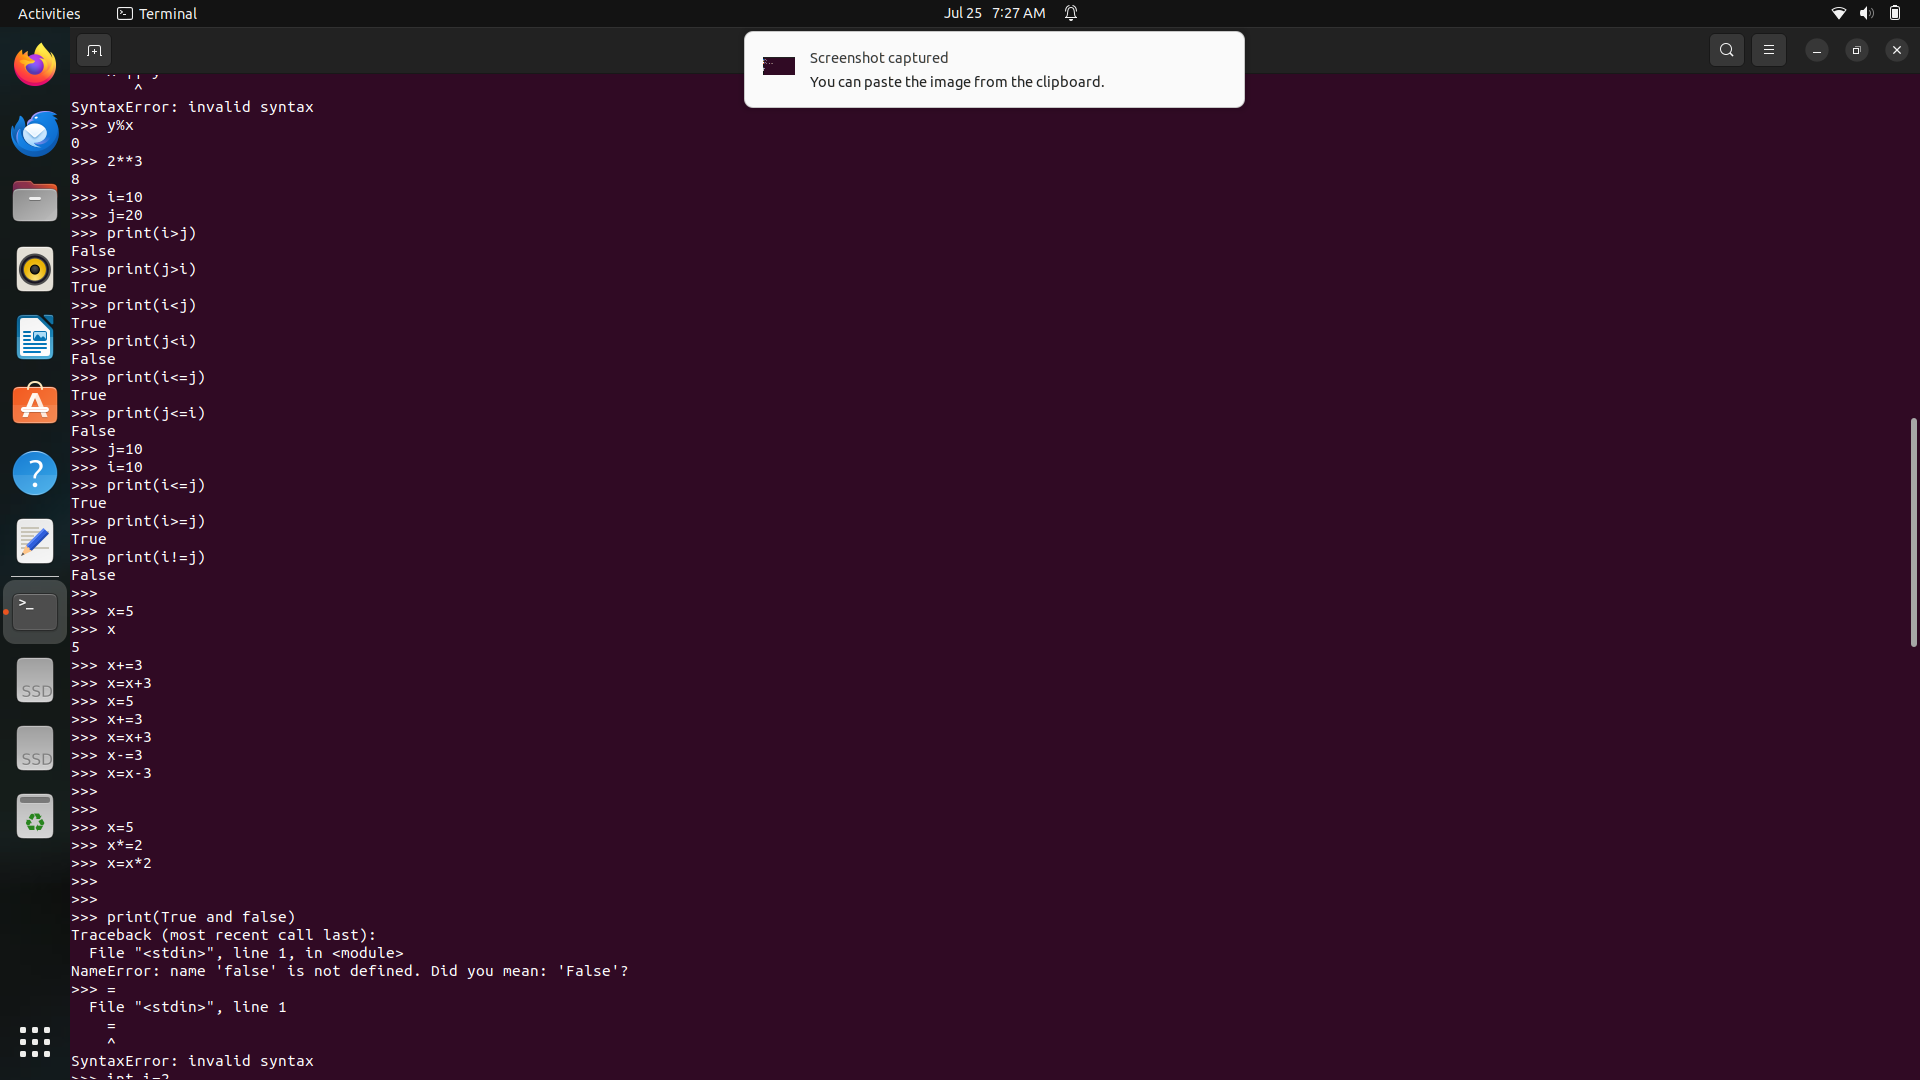 Activities
Terminal
Jul 25 7:27 AM
Screenshot captured
You can paste the image from the clipboard.
^
SyntaxError: invalid syntax
>>> y%x
0
>>> 2**3
8
>>> i=10
>>> j=20
>>> print(i>j)
False
>>> print(j>i)
True
>>> print(i<j)
True
>>> print(j<i)
False
>>> print(i<=j)
True
>>> print(j<=i)
False
>>> j=10
>>> i=10
>>> print(i<=j)
True
>>> print(i>=j)
True
>>> print(i!=j)
False
>>>
>>> x=5
>>> x
5
>>> x+=3
>>> x=x+3
>>> x=5
>>> x+=3
>>> x=x+3
>>> x-=3
>>> x=x-3
>>>
>>>
>>> x=5
>>> x*=2
>>> x=x*2
>>>
>>>
>>> print(True and false)
Traceback (most recent call last):
  File "<stdin>", line 1, in <module>
NameError: name 'false' is not defined. Did you mean: 'False'?
>>> =
  File "<stdin>", line 1
    =
    ^
SyntaxError: invalid syntax
>>> int i=2
SSD
SSD